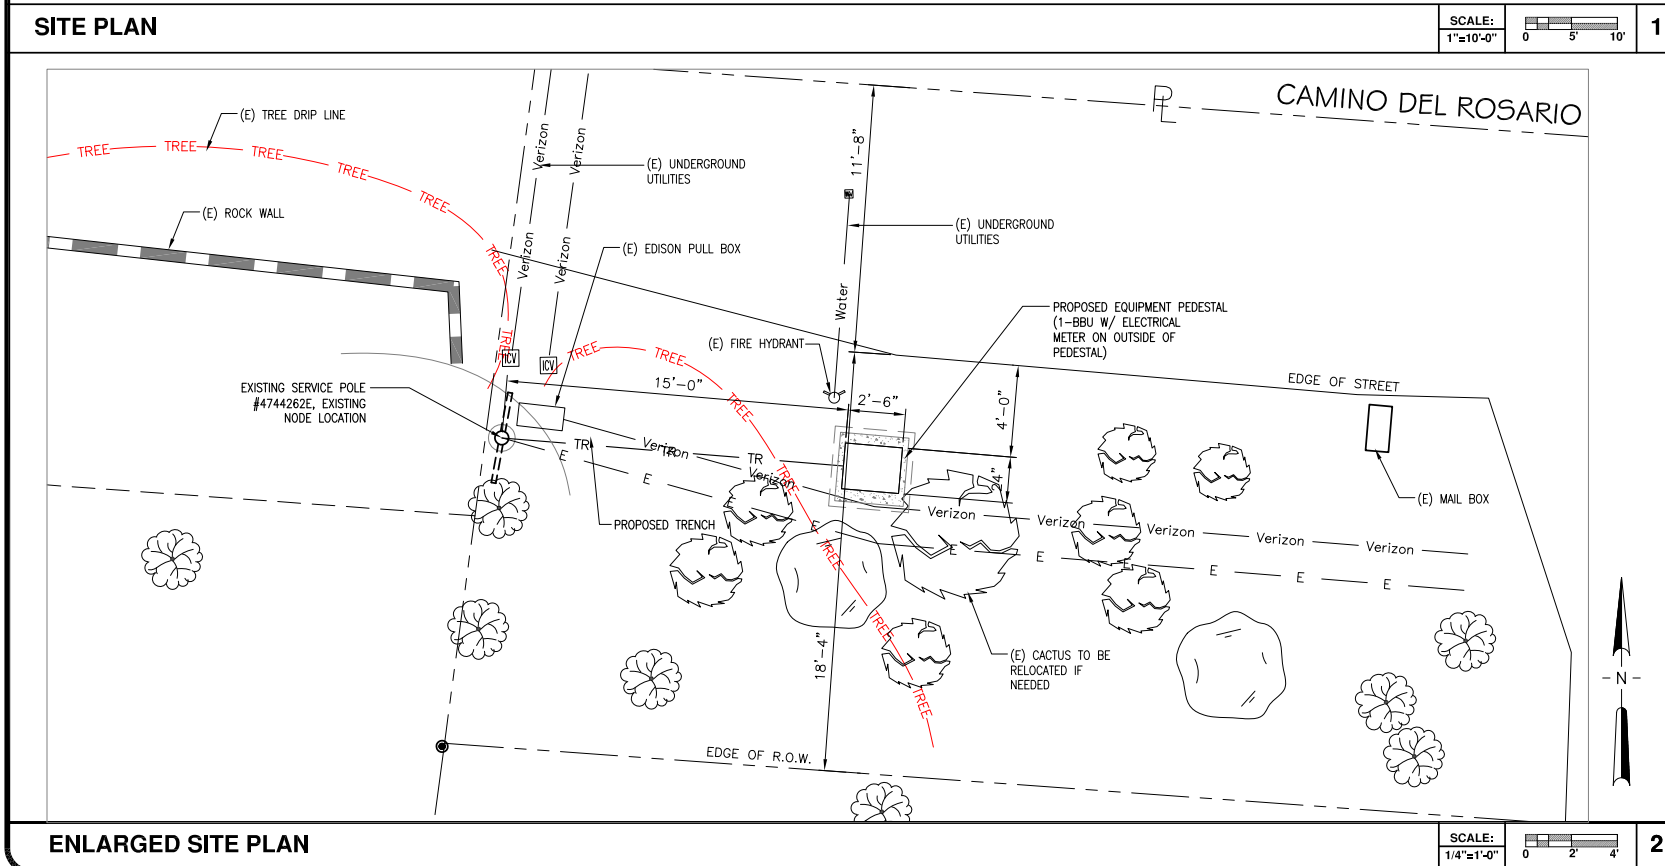 SITE PLAN
SCALE:
1"=10'-0"
0 5' 10'
1
CAMINO DEL ROSARIO
PL
(E) TREE DRIP LINE
TREE TREE TREE TREE TREE TREE TREE
Verizon Verizon
(E) UNDERGROUND
UTILITIES
11'-8"
(E) ROCK WALL
Verizon Verizon
(E) EDISON PULL BOX
(E) UNDERGROUND
UTILITIES
Water
PROPOSED EQUIPMENT PEDESTAL
(1-BBU W/ ELECTRICAL
METER ON OUTSIDE OF
PEDESTAL)
(E) FIRE HYDRANT
ICV ICV
TREE TREE TREE TREE TREE TREE TREE
15'-0"
2'-6"
4'-0"
24"
EDGE OF STREET
EXISTING SERVICE POLE
#4744262E, EXISTING
NODE LOCATION
TR TR TR
Verizon Verizon
E E E E E E E E E
Verizon Verizon Verizon Verizon Verizon
(E) MAIL BOX
PROPOSED TRENCH
18'-4"
(E) CACTUS TO BE
RELOCATED IF
NEEDED
N
EDGE OF R.O.W.
ENLARGED SITE PLAN
SCALE:
1/4"=1'-0"
0 2' 4'
2